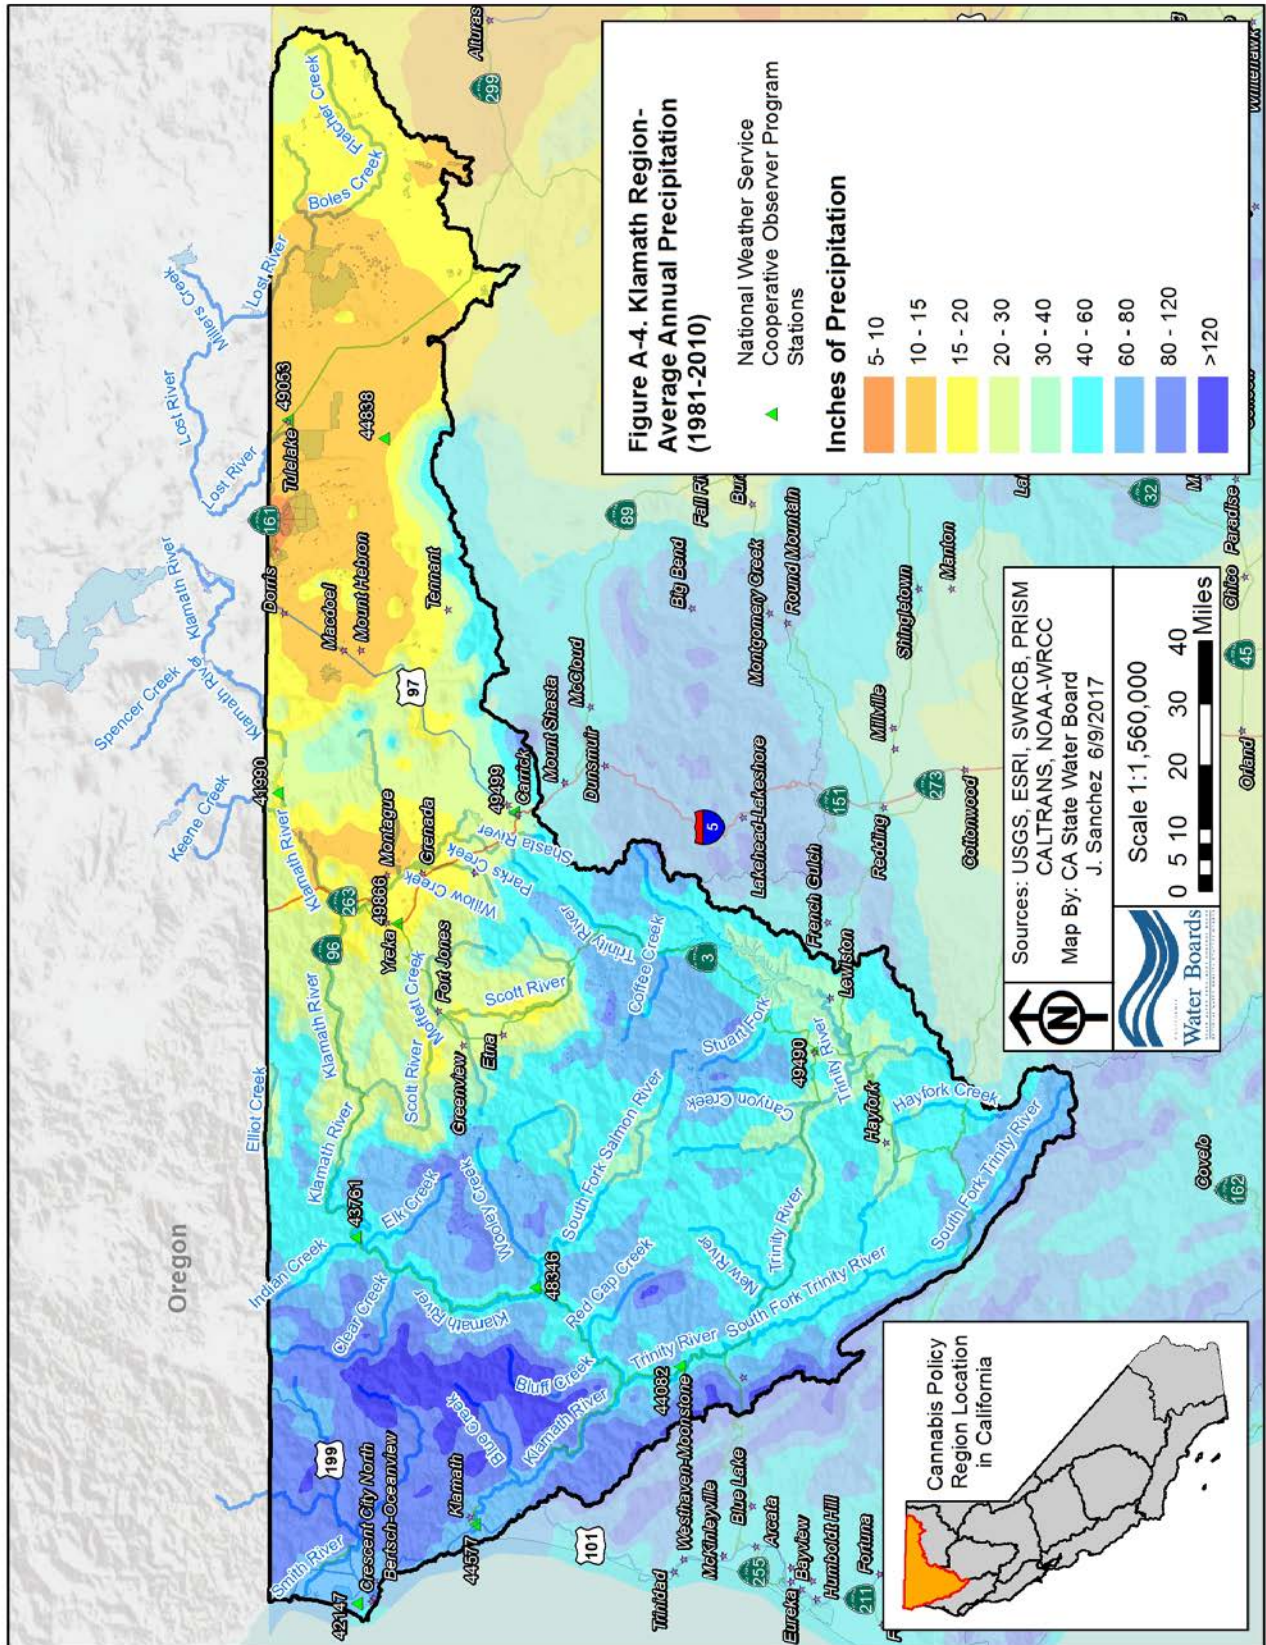 Figure A-4. Klamath Region-
Average Annual Precipitation
(1981-2010)
National Weather Service
Cooperative Observer Program
Stations
Inches of Precipitation
5- 10
10 - 15
15 - 20
20 - 30
30 - 40
40 - 60
60 - 80
80 - 120
>120
Sources: USGS, ESRI, SWRCB, PRISM
CALTRANS, NOAA-WRCC
Map By: CA State Water Board
J. Sanchez 6/9/2017
N
Water Boards
Scale 1:1,560,000
0 5 10 20 30 40
Miles
Cannabis Policy
Region Location
in California
Oregon
Smith River
42147
Crescent City North
Bertsch-Oceanview
199
Klamath
44577
Blue Creek
Klamath River
Bluff Creek
Clear Creek
Indian Creek
Klamath River
43761
Elk Creek
Klamath River
Elliot Creek
Klamath River
96
263
Klamath River
41990
Keene Creek
Spencer Creek
Klamath River
Klamath River
Klamath River
Dorris
161
Lost River
Lost River
Millers Creek
Lost River
Tulelake
49053
44838
Boles Creek
Fletcher Creek
Alturas
299
Macdoel
Mount Hebron
Tennant
97
Yreka
49866
Montague
Grenada
Willow Creek
Parks Creek
Shasta River
49499
Carrick
Mount Shasta
McCloud
Dunsmuir
Moffett Creek
Fort Jones
Scott River
Scott River
Greenview
Etna
Wooley Creek
48346
South Fork Salmon River
Red Cap Creek
Trinity River
Coffee Creek
3
Stuart Fork
Canyon Creek
49490
Trinity River
Lewiston
Hayfork
Hayfork Creek
New River
Trinity River
South Fork Trinity River
South Fork Trinity River
Trinity River
44082
101
Trinidad
Westhaven-Moonstone
McKinleyville
Blue Lake
255
Arcata
Eureka
Bayview
Humboldt Hill
211
Fortuna
F
Covelo
162
89
Big Bend
Fall Ri
Bur
Montgomery Creek
Round Mountain
Shingletown
Manton
Millville
5
Lakehead-Lakeshore
French Gulch
151
Redding
273
Cottonwood
La
32
M
Paradise
Chico
45
Orland
Whitehawk